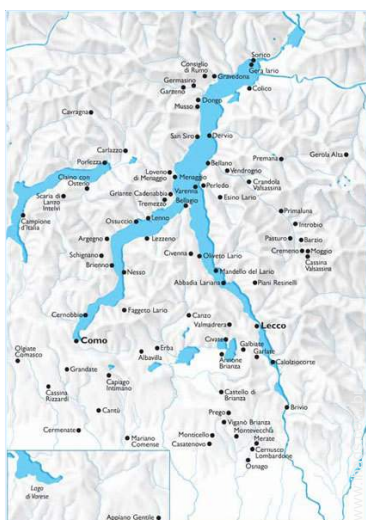 Sorico
Consiglio
di Rumo
Gera lario
Gravedona
Germasino
Garzeno
Colico
Dongo
Musso
Cavragna
San Siro
Dervio
Carlazzo
Porlezza
Bellano
Premana
Gerola Alta
Vendrogno
Claino con
Osteno
Loveno
di Menaggio
Menaggio
Crandola
Valsassina
Scaria di
Lanzo
Intelvi
Griante Cadenabbia
Varenna
Perledo
Tremezzo
Esino Lario
Bellagio
Campione
d'Italia
Ossuccio
Lenno
Primaluna
Introbio
Argegno
Lezzeno
Pasturo
Barzio
Schignano
Civenna
Oliveto Lario
Cremeno
Moggio
Cassina
Valsassina
Brienno
Nesso
Mandello del Lario
Abbadia Lariana
Piani Resinelli
Cernobbio
Faggeto Lario
Canzo
Valmadrera
Lecco
Como
Civate
Galbiate
Olgiate
Comasco
Erba
Albavilla
Annone
Brianza
Garlate
Calolziocorte
Grandate
Capiago
Intimiano
Cassina
Rizzardi
Castello di
Brianza
Cantù
Brivio
Prego
Viganò Brianza
Cermenate
Mariano
Comense
Monticello
Casatenovo
Montevecchia
Merate
Cernusco
Lombardone
Osnago
Lago
di Varese
Appiano Gentile